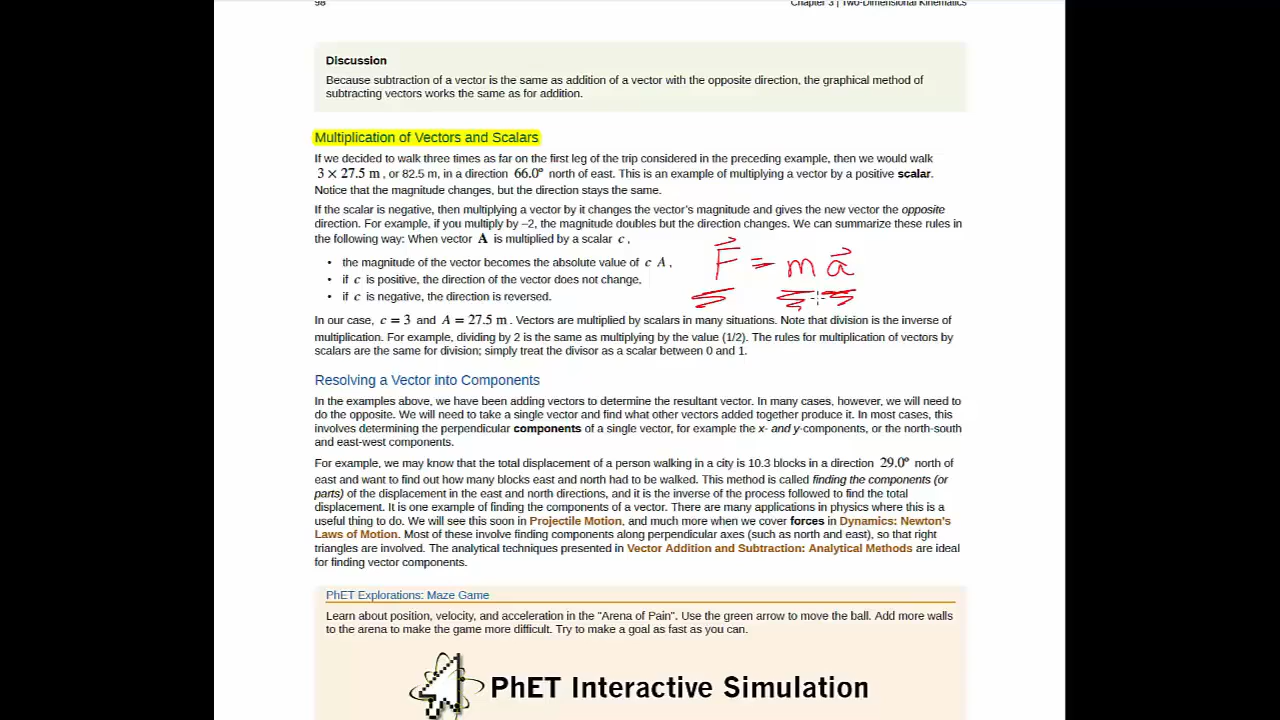 98
Chapter 3 | Two-Dimensional Kinematics
Discussion
Because subtraction of a vector is the same as addition of a vector with the opposite direction, the graphical method of
subtracting vectors works the same as for addition.
Multiplication of Vectors and Scalars
If we decided to walk three times as far on the first leg of the trip considered in the preceding example, then we would walk
3 × 27.5 m , or 82.5 m, in a direction 66.0º north of east. This is an example of multiplying a vector by a positive scalar.
Notice that the magnitude changes, but the direction stays the same.
If the scalar is negative, then multiplying a vector by it changes the vector's magnitude and gives the new vector the opposite
direction. For example, if you multiply by –2, the magnitude doubles but the direction changes. We can summarize these rules in
the following way: When vector A is multiplied by a scalar c ,
• the magnitude of the vector becomes the absolute value of c A ,
• if c is positive, the direction of the vector does not change,
• if c is negative, the direction is reversed.
F⃗ = m a⃗
In our case, c = 3 and A = 27.5 m . Vectors are multiplied by scalars in many situations. Note that division is the inverse of
multiplication. For example, dividing by 2 is the same as multiplying by the value (1/2). The rules for multiplication of vectors by
scalars are the same for division; simply treat the divisor as a scalar between 0 and 1.
Resolving a Vector into Components
In the examples above, we have been adding vectors to determine the resultant vector. In many cases, however, we will need to
do the opposite. We will need to take a single vector and find what other vectors added together produce it. In most cases, this
involves determining the perpendicular components of a single vector, for example the x- and y-components, or the north-south
and east-west components.
For example, we may know that the total displacement of a person walking in a city is 10.3 blocks in a direction 29.0º north of
east and want to find out how many blocks east and north had to be walked. This method is called finding the components (or
parts) of the displacement in the east and north directions, and it is the inverse of the process followed to find the total
displacement. It is one example of finding the components of a vector. There are many applications in physics where this is a
useful thing to do. We will see this soon in Projectile Motion, and much more when we cover forces in Dynamics: Newton's
Laws of Motion. Most of these involve finding components along perpendicular axes (such as north and east), so that right
triangles are involved. The analytical techniques presented in Vector Addition and Subtraction: Analytical Methods are ideal
for finding vector components.
PhET Explorations: Maze Game
Learn about position, velocity, and acceleration in the "Arena of Pain". Use the green arrow to move the ball. Add more walls
to the arena to make the game more difficult. Try to make a goal as fast as you can.
PhET Interactive Simulation